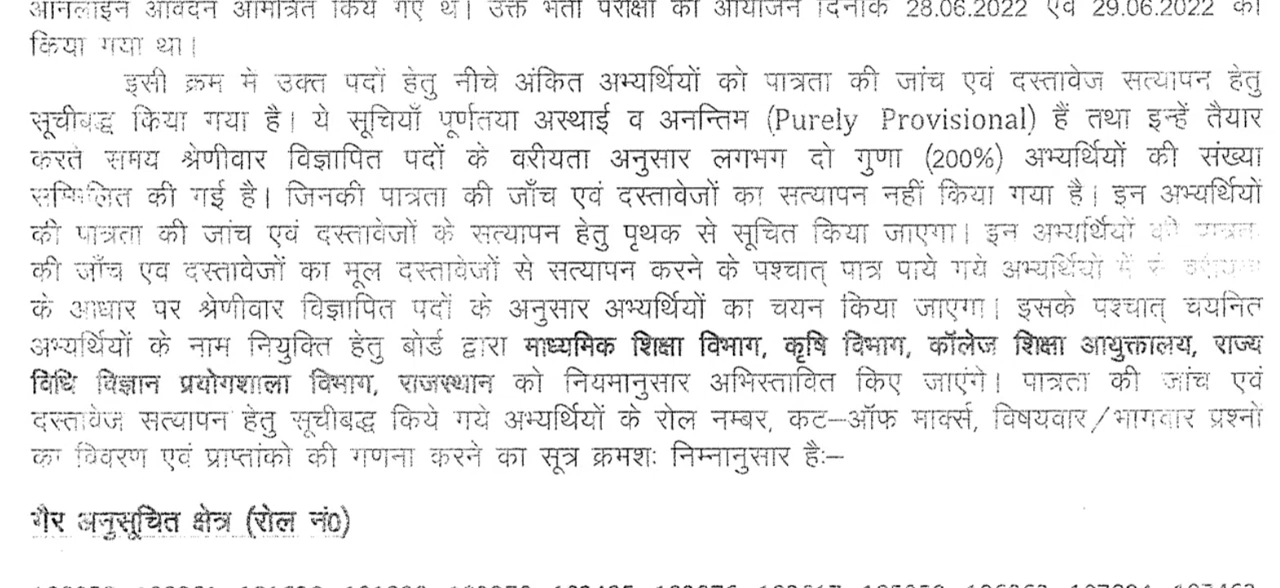 ऑनलाईन आवेदन आमंत्रित किये गए थे। उक्त भर्ती परीक्षा का आयोजन दिनांक 28.06.2022 एवं 29.06.2022 को
किया गया था।
इसी क्रम मे उक्त पदों हेतु नीचे अंकित अभ्यर्थियों को पात्रता की जांच एवं दस्तावेज सत्यापन हेतु
सूचीबद्ध किया गया है। ये सूचियाँ पूर्णतया अस्थाई व अनन्तिम (Purely Provisional) हैं तथा इन्हें तैयार
करते समय श्रेणीवार विज्ञापित पदों के वरीयता अनुसार लगभग दो गुणा (200%) अभ्यर्थियों की संख्या
सम्मिलित की गई है। जिनकी पात्रता की जाँच एवं दस्तावेजों का सत्यापन नहीं किया गया है। इन अभ्यर्थियों
की पात्रता की जांच एवं दस्तावेजों के सत्यापन हेतु पृथक से सूचित किया जाएगा। इन अभ्यर्थियों की पात्रता
की जाँच एव दस्तावेजों का मूल दस्तावेजों से सत्यापन करने के पश्चात् पात्र पाये गये अभ्यर्थियों में से वरीयता
के आधार पर श्रेणीवार विज्ञापित पदों के अनुसार अभ्यर्थियों का चयन किया जाएगा। इसके पश्चात् चयनित
अभ्यर्थियों के नाम नियुक्ति हेतु बोर्ड द्वारा माध्यमिक शिक्षा विभाग, कृषि विभाग, कॉलेज शिक्षा आयुक्तालय, राज्य
विधि विज्ञान प्रयोगशाला विभाग, राजस्थान को नियमानुसार अभिस्तावित किए जाएंगे। पात्रता की जांच एवं
दस्तावेज सत्यापन हेतु सूचीबद्ध किये गये अभ्यर्थियों के रोल नम्बर, कट–ऑफ मार्क्स, विषयवार/भागवार प्रश्नों
का विवरण एवं प्राप्तांको की गणना करने का सूत्र क्रमशः निम्नानुसार हैः–
गैर अनुसूचित क्षेत्र (रोल नं0)